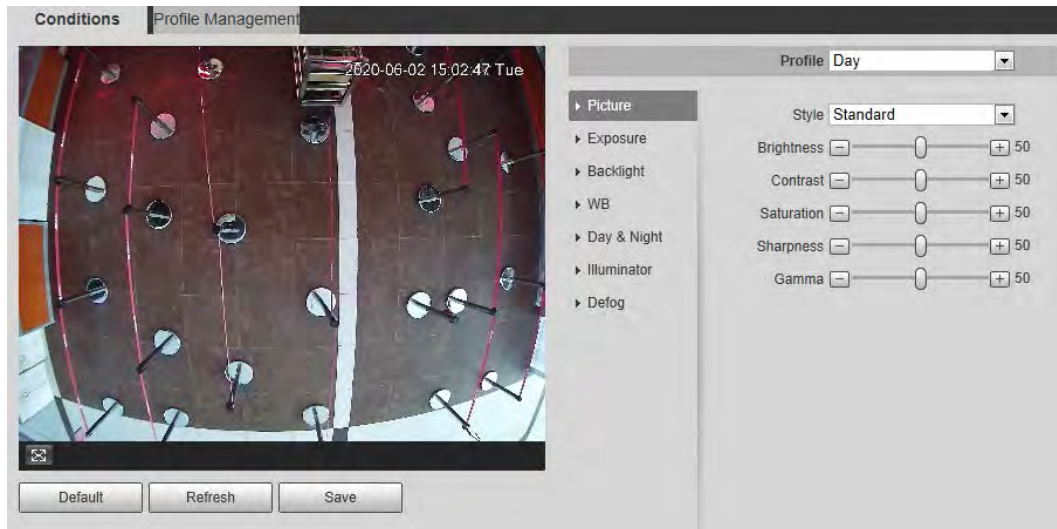 Conditions
Profile Management
2020-06-02 15:02:47 Tue
Profile Day
Picture
Exposure
Backlight
WB
Day & Night
Illuminator
Defog
Style Standard
Brightness 50
Contrast 50
Saturation 50
Sharpness 50
Gamma 50
Default Refresh Save